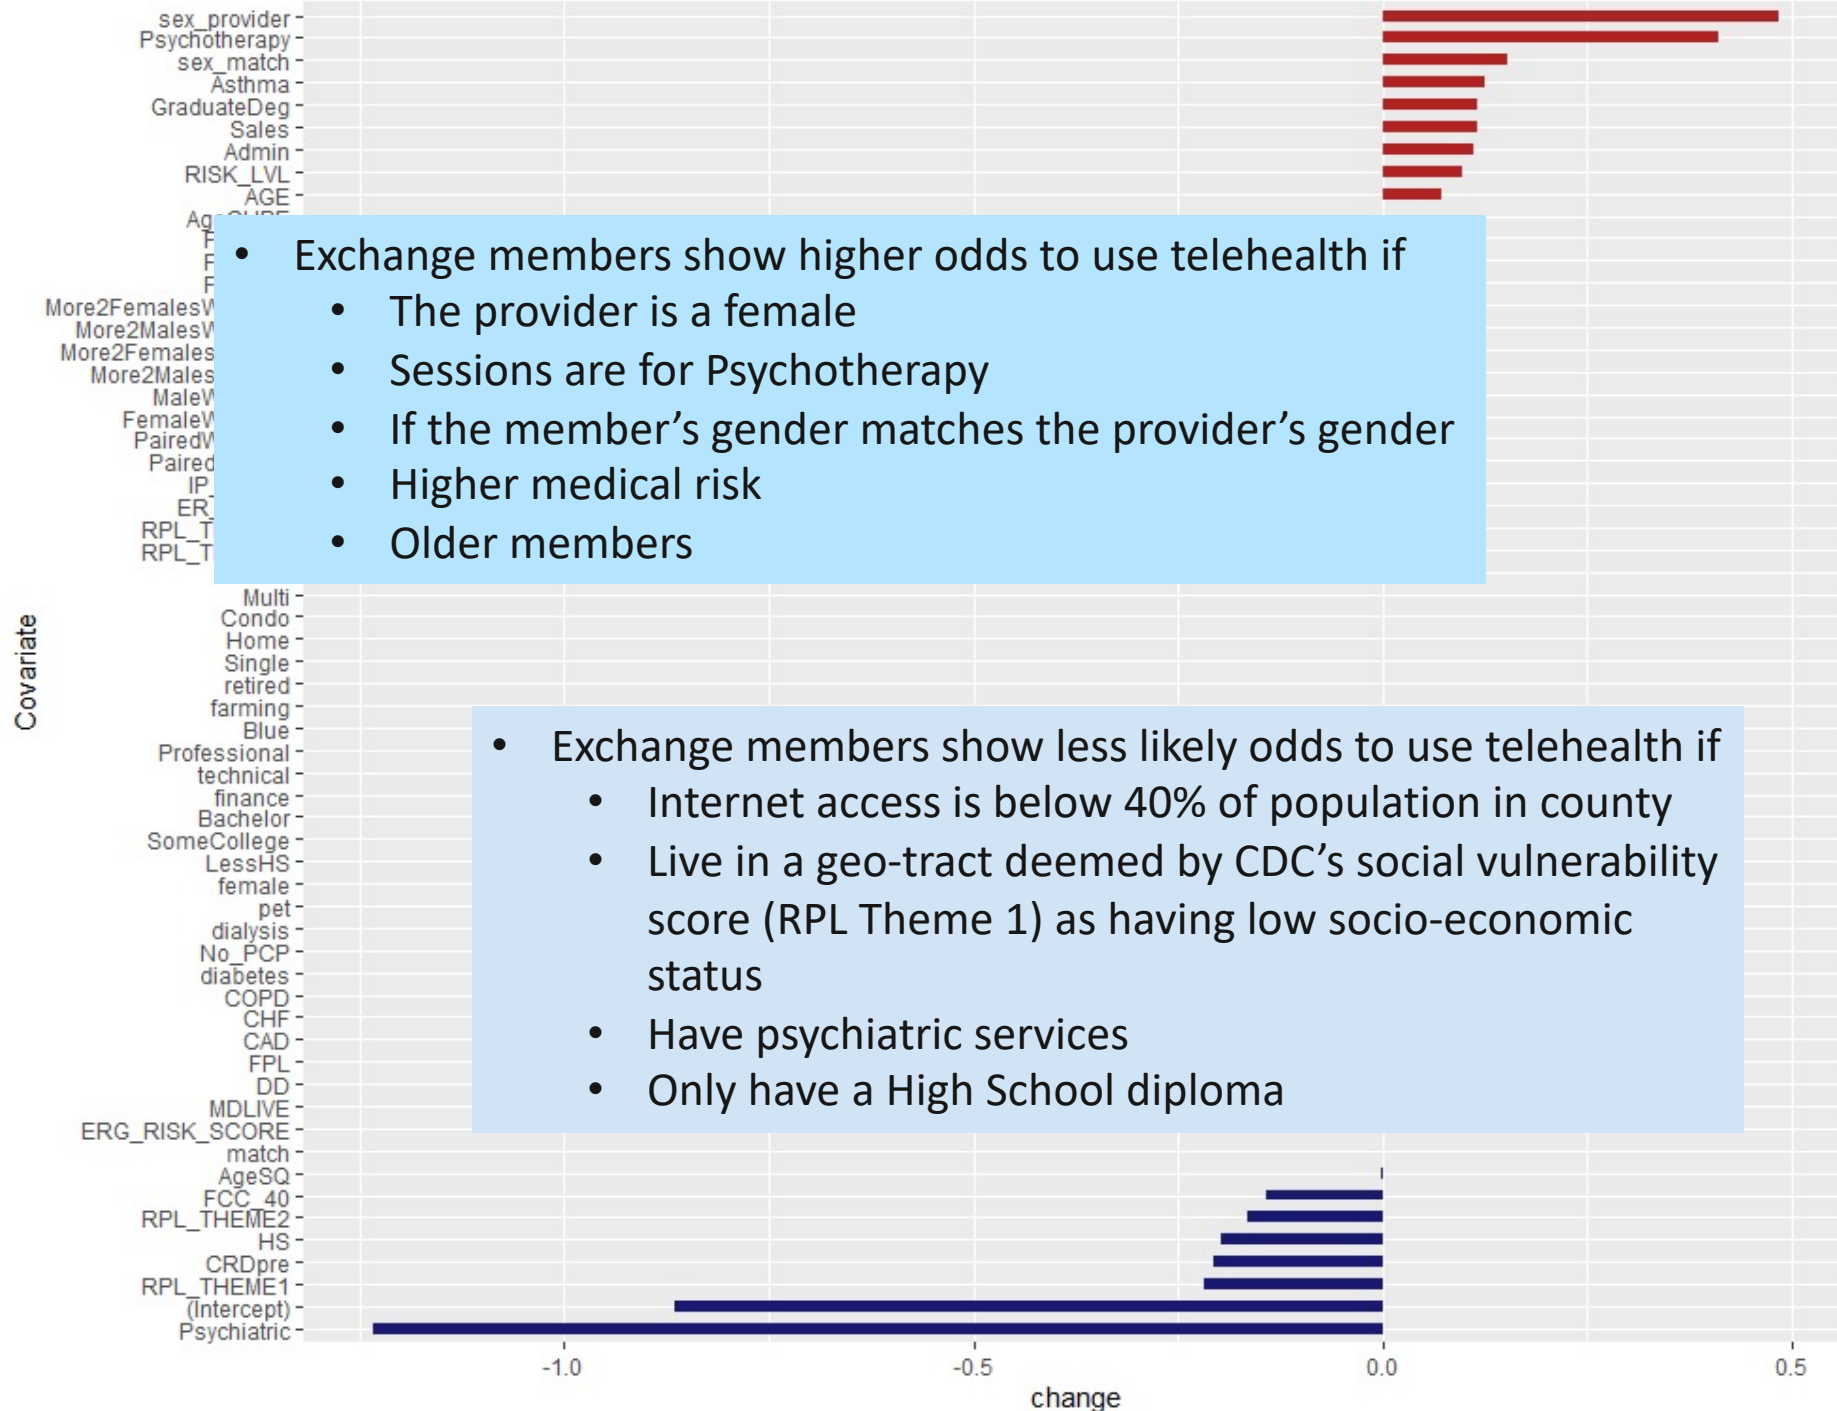 sex_provider
Psychotherapy
sex_match
Asthma
GraduateDeg
Sales
Admin
RISK_LVL
AGE
• Exchange members show higher odds to use telehealth if
• The provider is a female
• Sessions are for Psychotherapy
• If the member’s gender matches the provider’s gender
• Higher medical risk
• Older members
Multi
Condo
Home
Single
retired
farming
Blue
Professional
technical
finance
Bachelor
SomeCollege
LessHS
female
pet
dialysis
No_PCP
diabetes
COPD
CHF
CAD
FPL
DD
MDLIVE
ERG_RISK_SCORE
match
AgeSQ
FCC_40
RPL_THEME2
HS
CRDpre
RPL_THEME1
(Intercept)
Psychiatric
Covariate
• Exchange members show less likely odds to use telehealth if
• Internet access is below 40% of population in county
• Live in a geo-tract deemed by CDC’s social vulnerability
score (RPL Theme 1) as having low socio-economic
status
• Have psychiatric services
• Only have a High School diploma
-1.0
-0.5
0.0
0.5
change